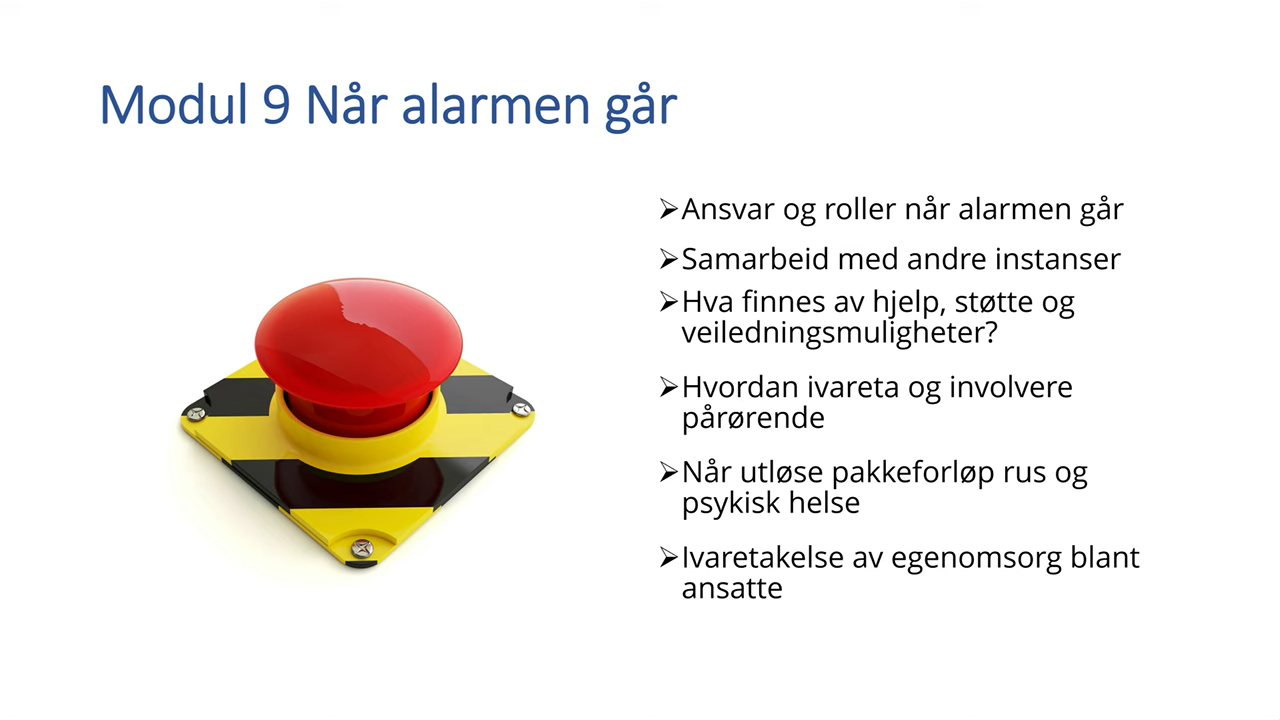 Modul 9 Når alarmen går
➢Ansvar og roller når alarmen går
➢Samarbeid med andre instanser
➢Hva finnes av hjelp, støtte og
veiledningsmuligheter?
➢Hvordan ivareta og involvere
pårørende
➢Når utløse pakkeforløp rus og
psykisk helse
➢Ivaretakelse av egenomsorg blant
ansatte